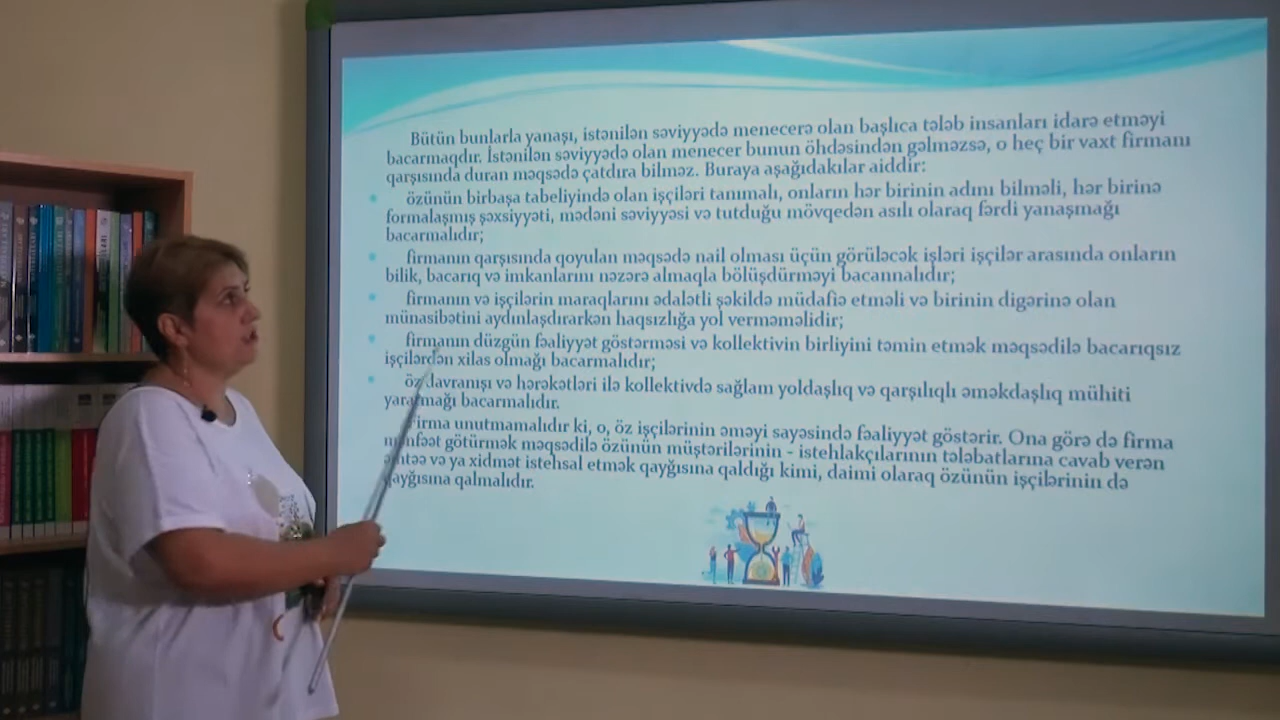 Bütün bunlarla yanaşı, istənilən səviyyədə menecerə olan başlıca tələb insanları idarə etməyi
bacarmaqdır. İstənilən səviyyədə olan menecer bunun öhdəsindən gəlməzsə, o heç bir vaxt firmanı
qarşısında duran məqsədə çatdıra bilməz. Buraya aşağıdakılar aiddir:
özünün birbaşa tabeliyində olan işçiləri tanımalı, onların hər birinin adını bilməli, hər birinə
formalaşmış şəxsiyyəti, mədəni səviyyəsi və tutduğu mövqedən asılı olaraq fərdi yanaşmağı
bacarmalıdır;
firmanın qarşısında qoyulan məqsədə nail olması üçün görüləcək işləri işçilər arasında onların
bilik, bacarıq və imkanlarını nəzərə almaqla bölüşdürməyi bacannalıdır;
firmanın və işçilərin maraqlarını ədalətli şəkildə müdafiə etməli və birinin digərinə olan
münasibətini aydınlaşdırarkən haqsızlığa yol verməməlidir;
firmanın düzgün fəaliyyət göstərməsi və kollektivin birliyini təmin etmək məqsədilə bacarıqsız
işçilərdən xilas olmağı bacarmalıdır;
öz davranışı və hərəkətləri ilə kollektivdə sağlam yoldaşlıq və qarşılıqlı əməkdaşlıq mühiti
yaratmağı bacarmalıdır.
Firma unutmamalıdır ki, o, öz işçilərinin əməyi sayəsində fəaliyyət göstərir. Ona görə də firma
mənfəət götürmək məqsədilə özünün müştərilərinin - istehlakçılarının tələbatlarına cavab verən
əmtəə və ya xidmət istehsal etmək qayğısına qaldığı kimi, daimi olaraq özünün işçilərinin də
qayğısına qalmalıdır.